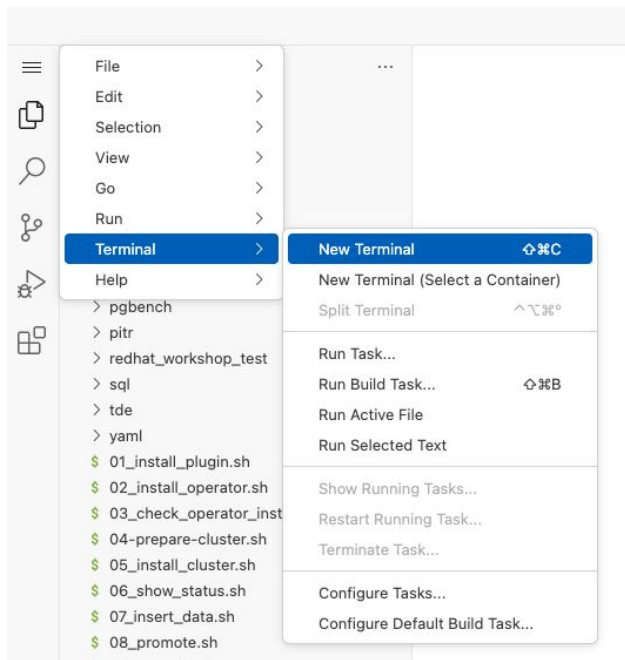 ...
File
Edit
Selection
View
Go
Run
Terminal
Help
New Terminal ⇧⌘C
New Terminal (Select a Container)
Split Terminal ^⌥⌘º
Run Task...
Run Build Task... ⇧⌘B
Run Active File
Run Selected Text
Show Running Tasks...
Restart Running Task...
Terminate Task...
Configure Tasks...
Configure Default Build Task...
> pgbench
> pitr
> redhat_workshop_test
> sql
> tde
> yaml
$ 01_install_plugin.sh
$ 02_install_operator.sh
$ 03_check_operator_inst
$ 04-prepare-cluster.sh
$ 05_install_cluster.sh
$ 06_show_status.sh
$ 07_insert_data.sh
$ 08_promote.sh